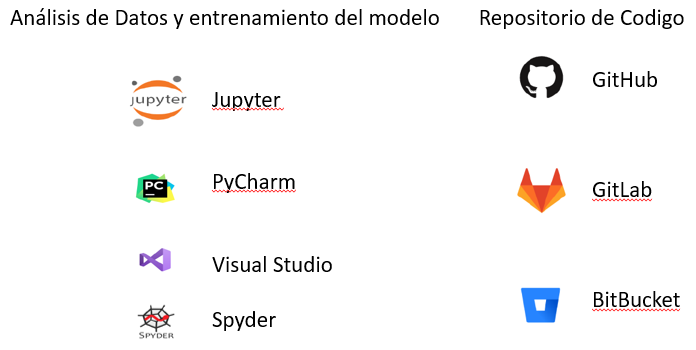 Análisis de Datos y entrenamiento del modelo
Repositorio de Codigo
jupyter
Jupyter
GitHub
PC
PyCharm
GitLab
Visual Studio
SPYDER
Spyder
BitBucket